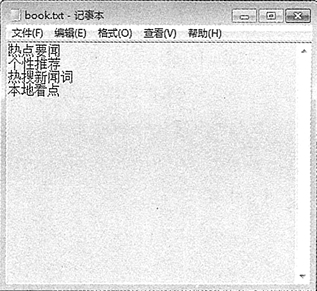 book.txt - 记事本
文件(F) 编辑(E) 格式(O) 查看(V) 帮助(H)
热点要闻
个性推荐
热搜新闻词
本地看点